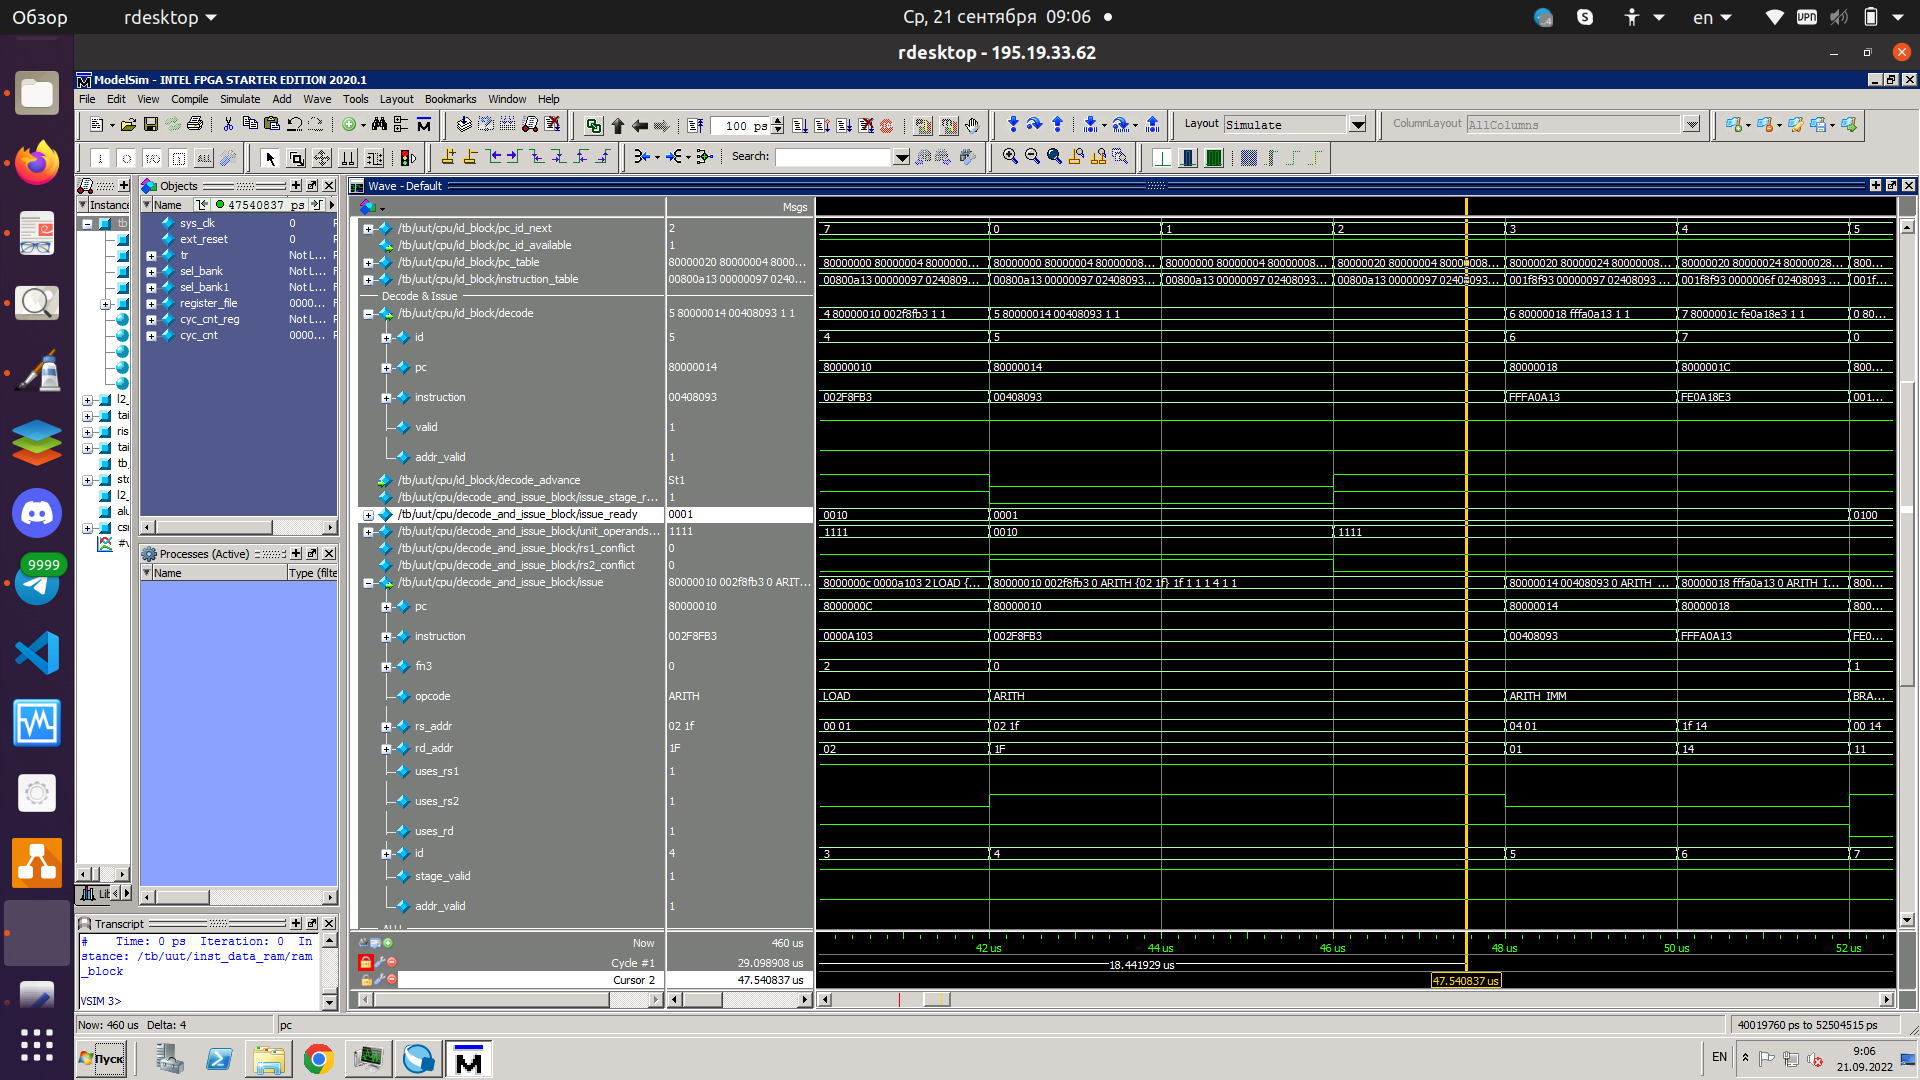 Обзор
rdesktop
Ср, 21 сентября 09:06
en
VPN
rdesktop - 195.19.33.62
ModelSim - INTEL FPGA STARTER EDITION 2020.1
File Edit View Compile Simulate Add Wave Tools Layout Bookmarks Window Help
100 ps
Layout Simulate
ColumnLayout AllColumns
Search:
Instance
Objects
Name
47540837 ps
sys_clk 0
ext_reset 0
tr Not L...
sel_bank Not L...
sel_bank1 Not L...
register_file 0000...
cyc_cnt_reg Not L...
cyc_cnt 0000...
Processes (Active)
Name Type (filte
Transcript
# Time: 0 ps Iteration: 0 In
stance: /tb/uut/inst_data_ram/ram
_block
VSIM 3>
Wave - Default
Msgs
/tb/uut/cpu/id_block/pc_id_next 2 7 0 1 2 3 4 5
/tb/uut/cpu/id_block/pc_id_available 1
/tb/uut/cpu/id_block/pc_table 80000020 80000004 8000... 80000000 80000004 8000000... 80000000 80000004 80000008... 80000000 80000004 80000008... 80000020 80000004 80000008... 80000020 80000024 80000008... 80000020 80000024 80000028... 800...
/tb/uut/cpu/id_block/instruction_table 00800a13 00000097 0240... 00800a13 00000097 0240809... 00800a13 00000097 02408093... 00800a13 00000097 02408093... 00800a13 00000097 02408093... 001f8f93 00000097 02408093 ... 001f8f93 0000006f 02408093 ... 001f...
Decode & Issue
/tb/uut/cpu/id_block/decode 5 80000014 00408093 1 1 4 80000010 002f8fb3 1 1 5 80000014 00408093 1 1 6 80000018 fffa0a13 1 1 7 8000001c fe0a18e3 1 1 0 80...
id 5 4 5 6 7 0
pc 80000014 80000010 80000014 80000018 8000001C 800...
instruction 00408093 002F8FB3 00408093 FFFA0A13 FE0A18E3 001...
valid 1
addr_valid 1
/tb/uut/cpu/id_block/decode_advance St1
/tb/uut/cpu/decode_and_issue_block/issue_stage_r... 1
/tb/uut/cpu/decode_and_issue_block/issue_ready 0001 0010 0001 0100
/tb/uut/cpu/decode_and_issue_block/unit_operands... 1111 1111 0010 1111
/tb/uut/cpu/decode_and_issue_block/rs1_conflict 0
/tb/uut/cpu/decode_and_issue_block/rs2_conflict 0
/tb/uut/cpu/decode_and_issue_block/issue 80000010 002f8fb3 0 ARIT... 8000000c 0000a103 2 LOAD {... 80000010 002f8fb3 0 ARITH {02 1f} 1f 1 1 1 4 1 1 80000014 00408093 0 ARITH_... 80000018 fffa0a13 0 ARITH_I... 800...
pc 80000010 8000000C 80000010 80000014 80000018 800...
instruction 002F8FB3 0000A103 002F8FB3 00408093 FFFA0A13 FE0...
fn3 0 2 0 1
opcode ARITH LOAD ARITH ARITH_IMM BRA...
rs_addr 02 1f 00 01 02 1f 04 01 1f 14 00 14
rd_addr 1F 02 1F 01 14 11
uses_rs1 1
uses_rs2 1
uses_rd 1
id 4 3 4 5 6 7
stage_valid 1
addr_valid 1
Now 460 us 42 us 44 us 46 us 48 us 50 us 52 us
Cycle #1 29.098908 us 18.441929 us
Cursor 2 47.540837 us 47.540837 us
Now: 460 us Delta: 4 pc 40019760 ps to 52504515 ps
9999
Пуск
EN
9:06
21.09.2022